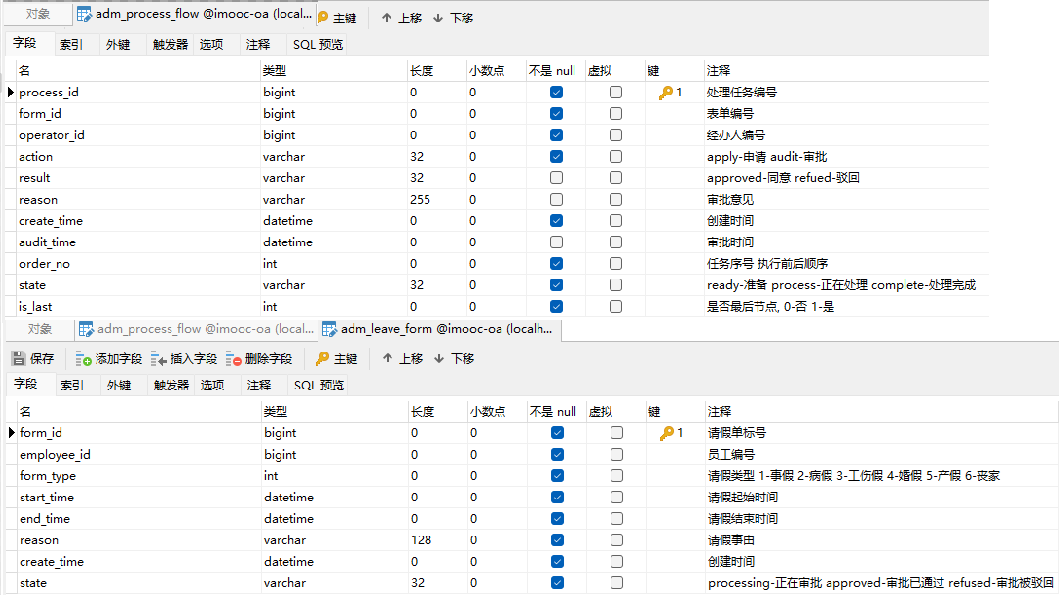 对象 adm_process_flow @imooc-oa (local... 主键 上移 下移
字段 索引 外键 触发器 选项 注释 SQL 预览
名 类型 长度 小数点 不是 null 虚拟 键 注释
process_id bigint 0 0 1 处理任务编号
form_id bigint 0 0 表单编号
operator_id bigint 0 0 经办人编号
action varchar 32 0 apply-申请 audit-审批
result varchar 32 0 approved-同意 refued-驳回
reason varchar 255 0 审批意见
create_time datetime 0 0 创建时间
audit_time datetime 0 0 审批时间
order_no int 0 0 任务序号 执行前后顺序
state varchar 32 0 ready-准备 process-正在处理 complete-处理完成
is_last int 0 0 是否最后节点, 0-否 1-是
对象 adm_process_flow @imocc-oa (local... adm_leave_form @imooc-oa (localh...
保存 添加字段 插入字段 删除字段 主键 上移 下移
字段 索引 外键 触发器 选项 注释 SQL 预览
名 类型 长度 小数点 不是 null 虚拟 键 注释
form_id bigint 0 0 1 请假单标号
employee_id bigint 0 0 员工编号
form_type int 0 0 请假类型 1-事假 2-病假 3-工伤假 4-婚假 5-产假 6-丧家
start_time datetime 0 0 请假起始时间
end_time datetime 0 0 请假结束时间
reason varchar 128 0 请假事由
create_time datetime 0 0 创建时间
state varchar 32 0 processing-正在审批 approved-审批已通过 refused-审批被驳回